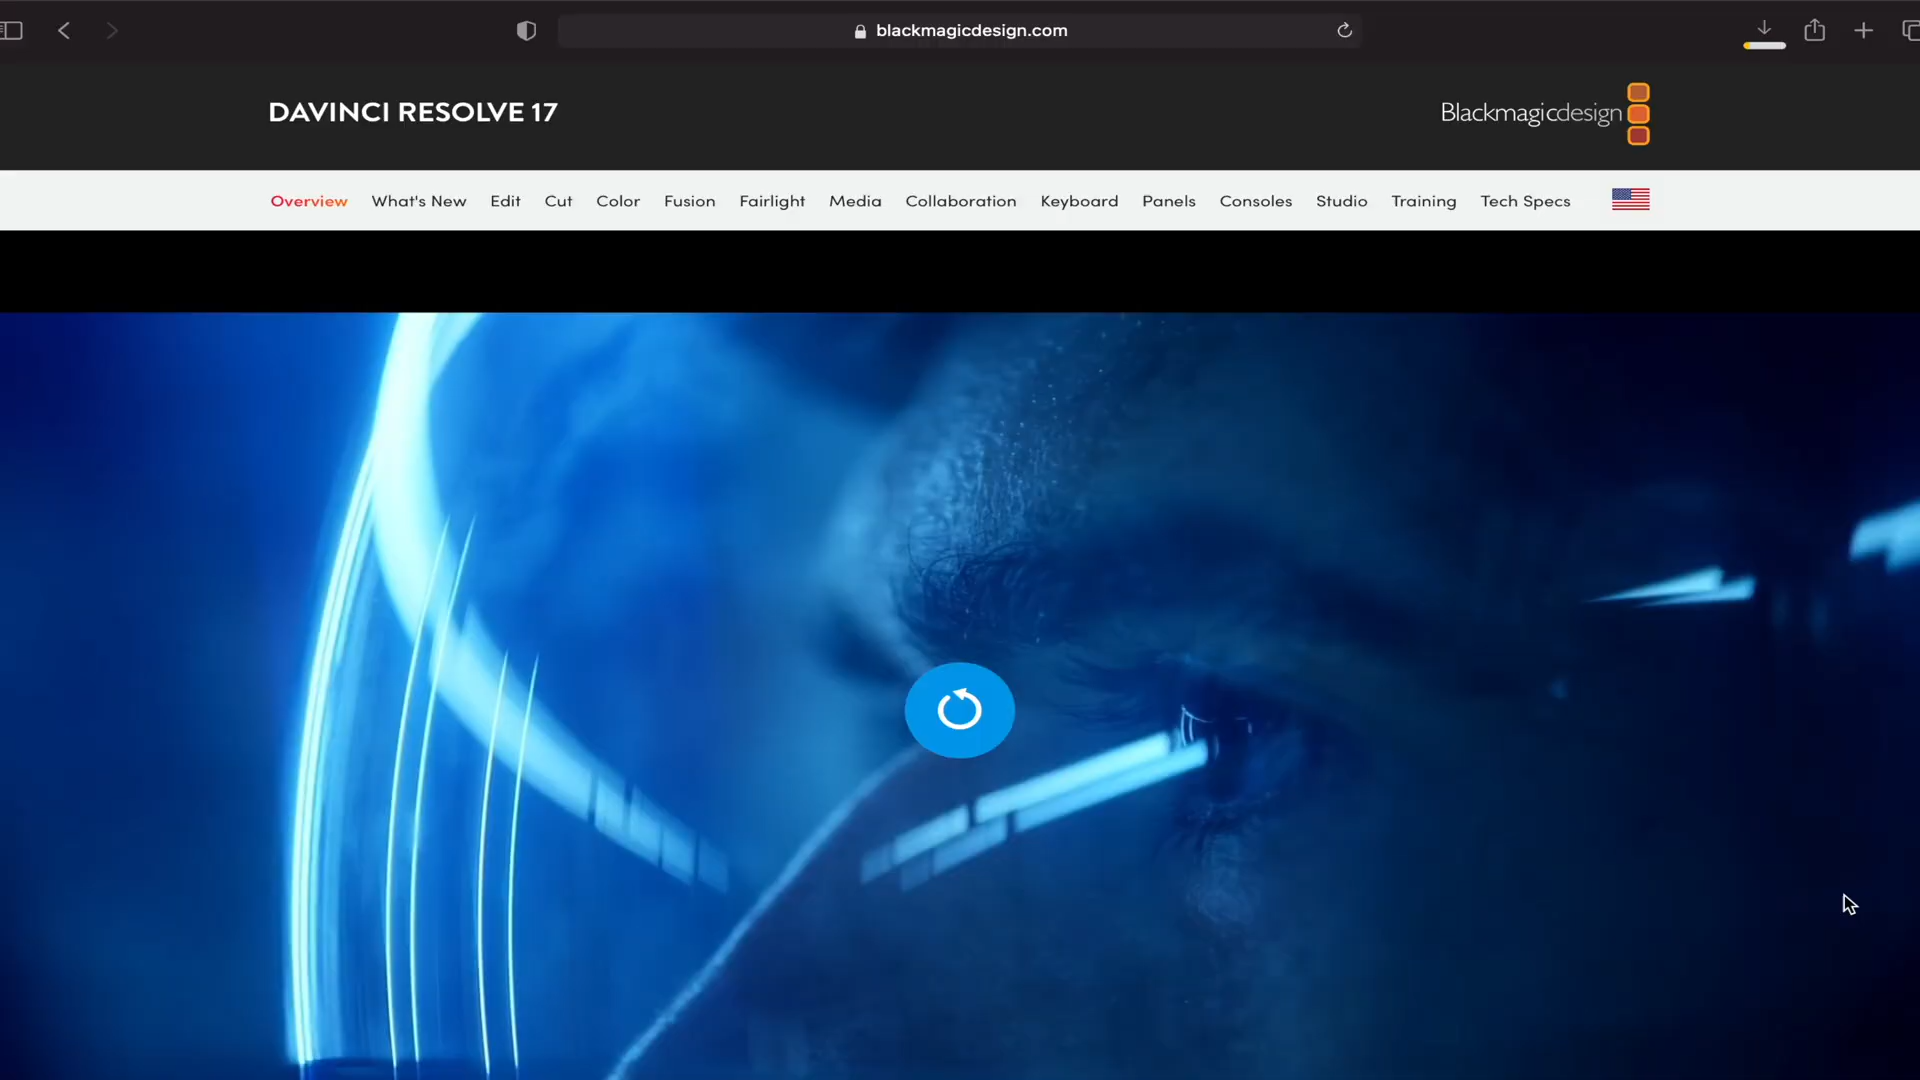 blackmagicdesign.com
DAVINCI RESOLVE 17
Blackmagicdesign
Overview What's New Edit Cut Color Fusion Fairlight Media Collaboration Keyboard Panels Consoles Studio Training Tech Specs